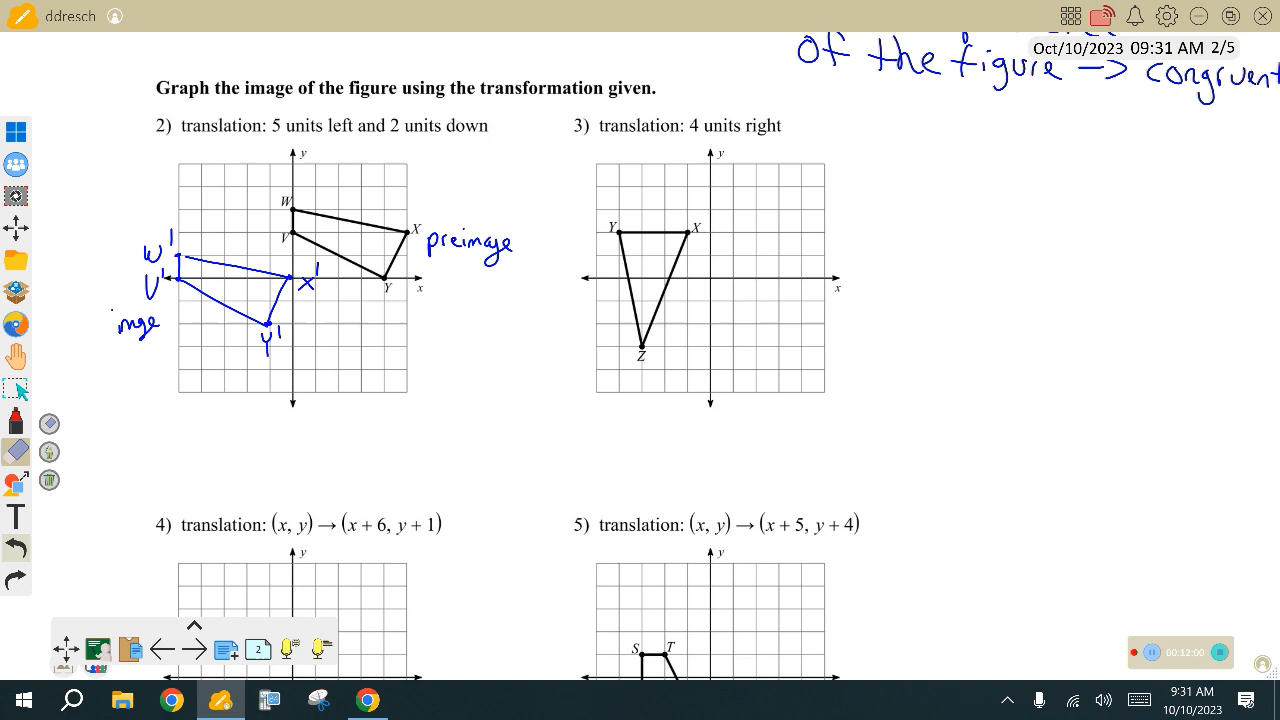 ddresch
Oct/10/2023 09:31 AM 2/5
of the figure → congruent
Graph the image of the figure using the transformation given.
2) translation: 5 units left and 2 units down
3) translation: 4 units right
y
W
X
V
Y
x
preimage
W'
V'
X'
Y'
y
Y
X
x
Z
4) translation: (x, y) → (x + 6, y + 1)
5) translation: (x, y) → (x + 5, y + 4)
y
y
S
T
T
2
00:12:00
9:31 AM
10/10/2023